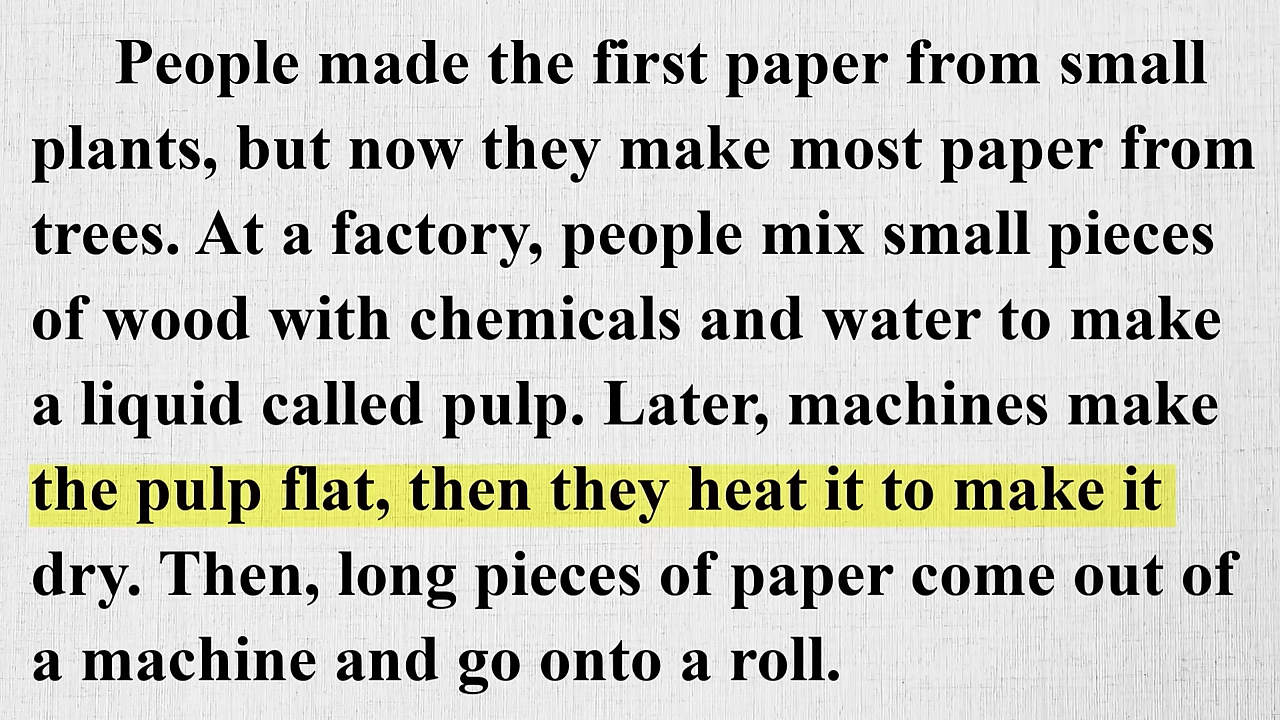 People made the first paper from small
plants, but now they make most paper from
trees. At a factory, people mix small pieces
of wood with chemicals and water to make
a liquid called pulp. Later, machines make
the pulp flat, then they heat it to make it
dry. Then, long pieces of paper come out of
a machine and go onto a roll.